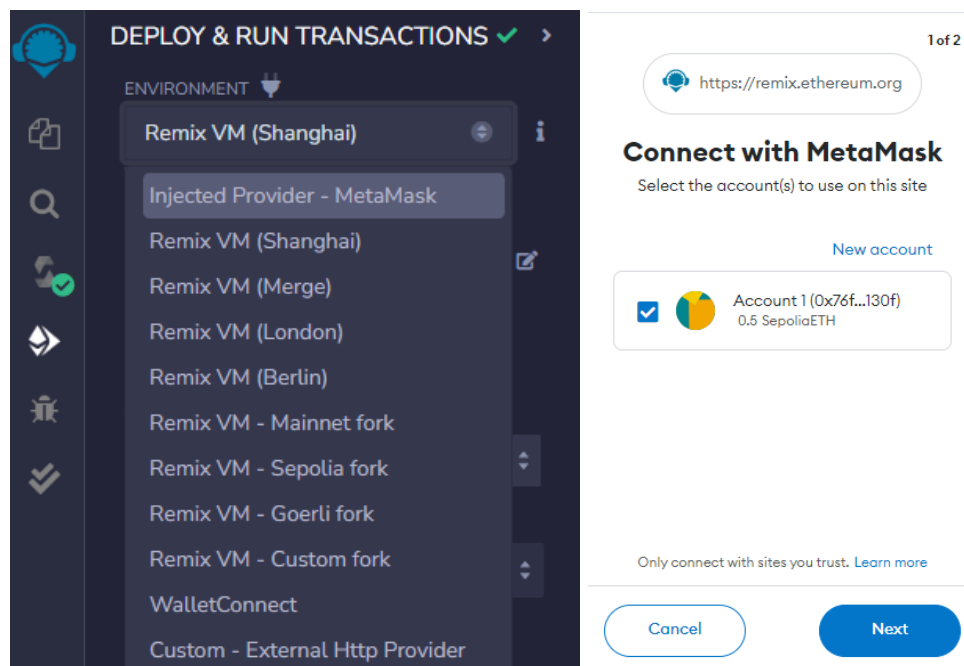 DEPLOY & RUN TRANSACTIONS
ENVIRONMENT
Remix VM (Shanghai)
Injected Provider - MetaMask
Remix VM (Shanghai)
Remix VM (Merge)
Remix VM (London)
Remix VM (Berlin)
Remix VM - Mainnet fork
Remix VM - Sepolia fork
Remix VM - Goerli fork
Remix VM - Custom fork
WalletConnect
Custom - External Http Provider
1 of 2
https://remix.ethereum.org
Connect with MetaMask
Select the account(s) to use on this site
New account
Account 1 (0x76f...130f)
0.5 SepoliaETH
Only connect with sites you trust. Learn more
Cancel
Next